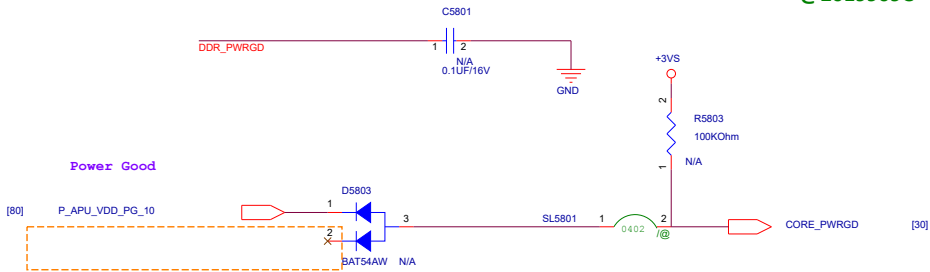 C5801
DDR_PWRGD
1
2
N/A
0.1UF/16V
GND
+3VS
2
R5803
100KOhm
1
N/A
Power Good
[80]
P_APU_VDD_PG_10
D5803
1
3
2
BAT54AW
N/A
SL5801
1
2
0402
/@
CORE_PWRGD
[30]